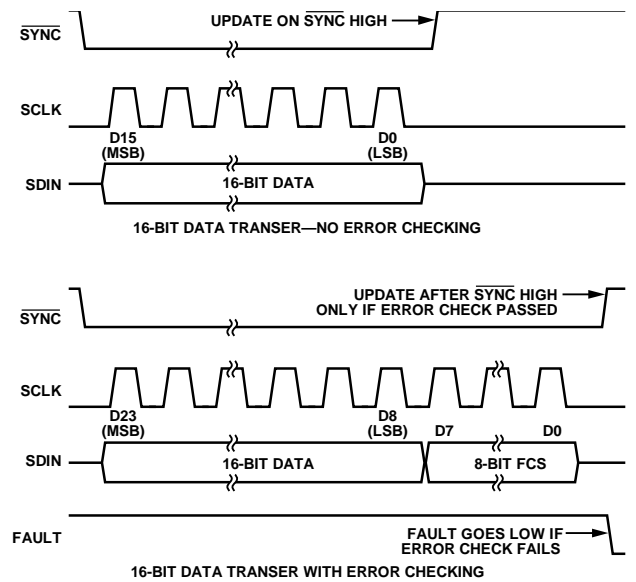 UPDATE ON SYNC HIGH
SYNC
SCLK
D15
(MSB)
D0
(LSB)
SDIN
16-BIT DATA
16-BIT DATA TRANSER—NO ERROR CHECKING
UPDATE AFTER SYNC HIGH
ONLY IF ERROR CHECK PASSED
SYNC
SCLK
D23
(MSB)
D8
(LSB)
D7
D0
SDIN
16-BIT DATA
8-BIT FCS
FAULT
FAULT GOES LOW IF
ERROR CHECK FAILS
16-BIT DATA TRANSER WITH ERROR CHECKING